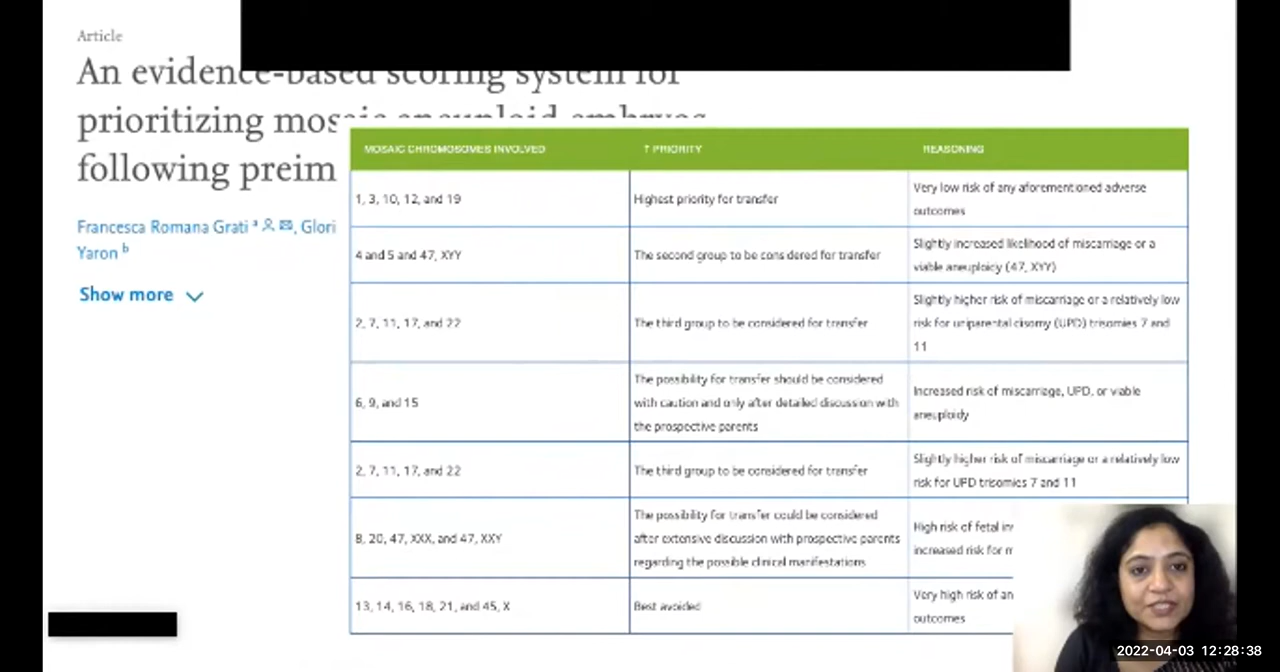 Article
An evidence-based scoring system for
prioritizing mosaic aneuploid embryos
following preim
Francesca Romana Grati a, Glori
Yaron b
Show more
MOSAIC CHROMOSOMES INVOLVED ↑ PRIORITY REASONING
1, 3, 10, 12, and 19 Highest priority for transfer Very low risk of any aforementioned adverse
outcomes
4 and 5 and 47, XYY The second group to be considered for transfer Slightly increased likelihood of miscarriage or a
viable aneuploidy (47, XYY)
2, 7, 11, 17, and 22 The third group to be considered for transfer Slightly higher risk of miscarriage or a relatively low
risk for uniparental disomy (UPD) trisomies 7 and
11
6, 9, and 15 The possibility for transfer should be considered
with caution and only after detailed discussion with
the prospective parents Increased risk of miscarriage, UPD, or viable
aneuploidy
2, 7, 11, 17, and 22 The third group to be considered for transfer Slightly higher risk of miscarriage or a relatively low
risk for UPD trisomies 7 and 11
8, 20, 47, XXX, and 47, XXY The possibility for transfer could be considered
after extensive discussion with prospective parents
regarding the possible clinical manifestations High risk of fetal in
increased risk for m
13, 14, 16, 18, 21, and 45, X Best avoided Very high risk of an
outcomes
2022-04-03 12:28:38